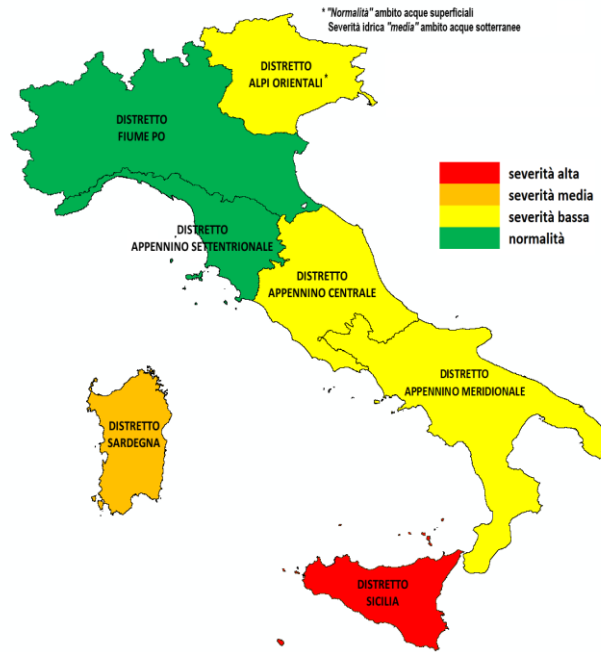 * "Normalità" ambito acque superficiali
Severità idrica "media" ambito acque sotterranee
DISTRETTO
ALPI ORIENTALI*
DISTRETTO
FIUME PO
severità alta
severità media
severità bassa
normalità
DISTRETTO
APPENNINO SETTENTRIONALE
DISTRETTO
APPENNINO CENTRALE
DISTRETTO
APPENNINO MERIDIONALE
DISTRETTO
SARDEGNA
DISTRETTO
SICILIA